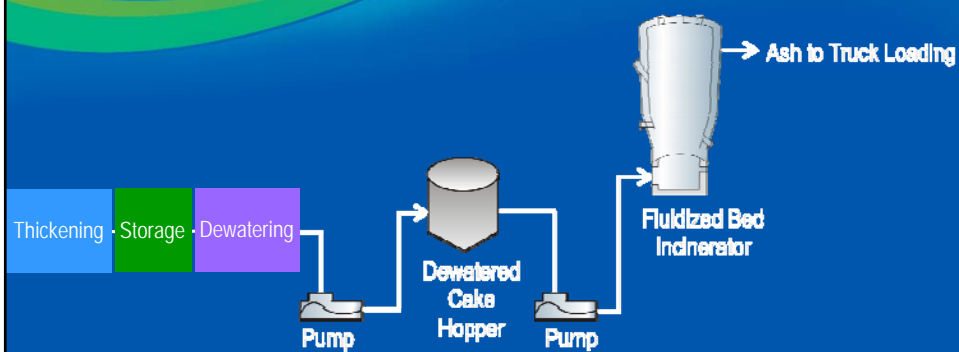 Ash to Truck Loading
Thickening
Storage
Dewatering
Fluidized Bed
Incinerator
Dewatered
Cake
Hopper
Pump
Pump